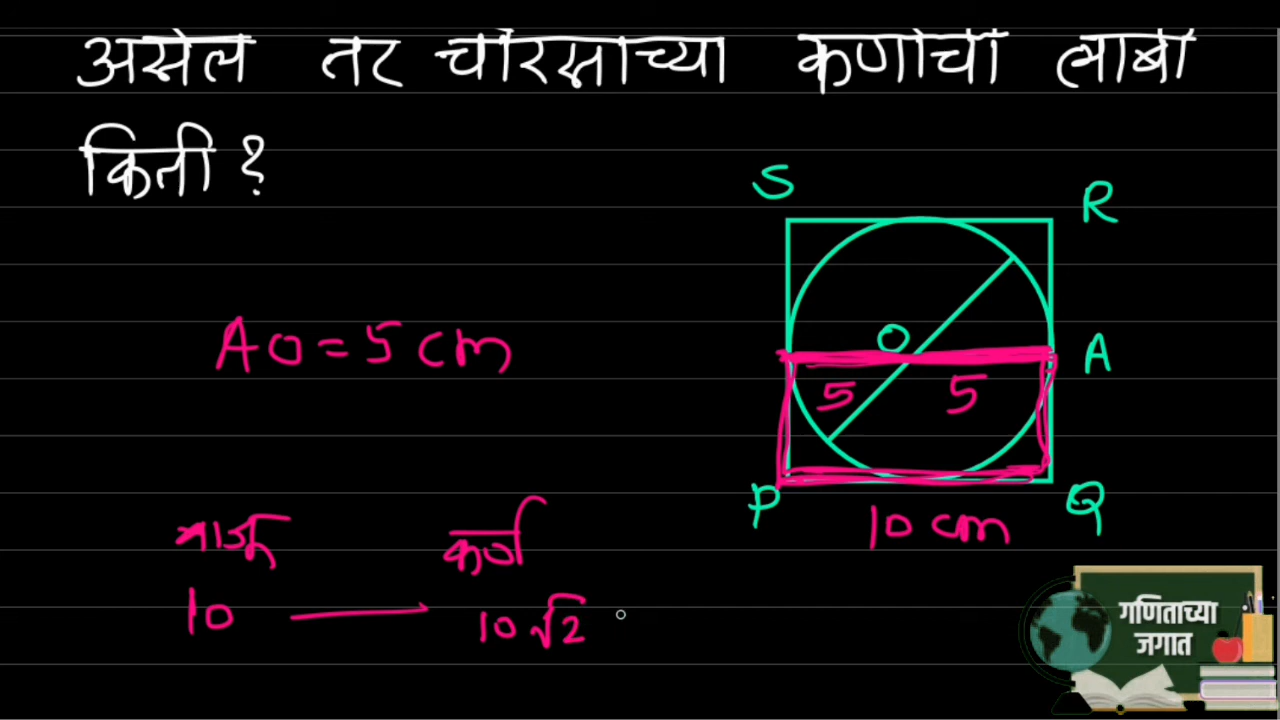 असेल तर चौरसाच्या कर्णाची लांबी
किती ?
S
R
AO = 5 cm
O
A
5 5
P
Q
10 cm
बाजू कर्ण
10 10√2
गणिताच्या
जगात